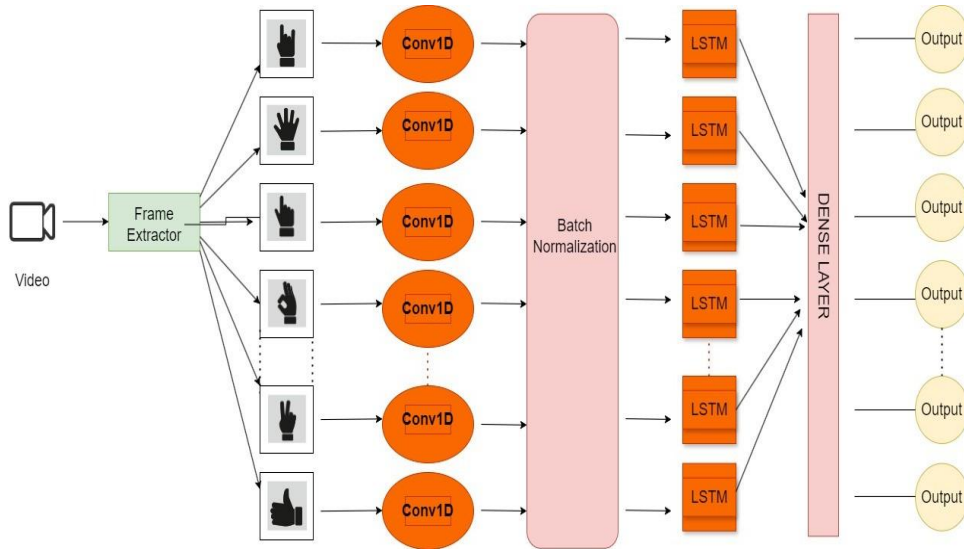 Video
Frame
Extractor
Conv1D
Conv1D
Conv1D
Conv1D
Conv1D
Conv1D
Batch
Normalization
LSTM
LSTM
LSTM
LSTM
LSTM
LSTM
DENSE LAYER
Output
Output
Output
Output
Output
Output